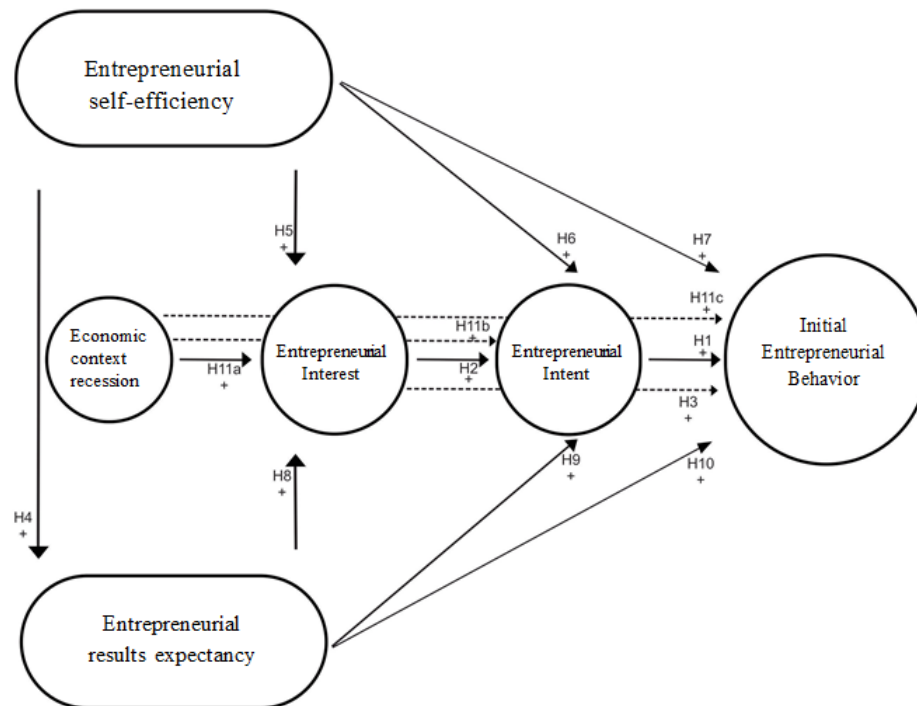 Entrepreneurial
self-efficiency
H5
+
H6
+
H7
+
H11c
+
Economic
context
recession
H11a
+
Entrepreneurial
Interest
H11b
+
H2
+
Entrepreneurial
Intent
H1
+
H3
+
Initial
Entrepreneurial
Behavior
H4
+
H8
+
H9
+
H10
+
Entrepreneurial
results expectancy